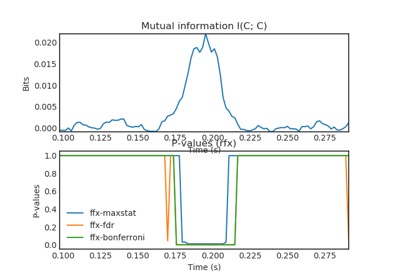 Mutual information I(C; C)
0.020
0.015
0.010
0.005
0.000
Bits
0.100 0.125 0.150 0.175 0.200 0.225 0.250 0.275
Time (s)
P-values (rfx)
1.0
0.8
0.6
0.4
0.2
0.0
P-values
ffx-maxstat
ffx-fdr
ffx-bonferroni
0.100 0.125 0.150 0.175 0.200 0.225 0.250 0.275
Time (s)